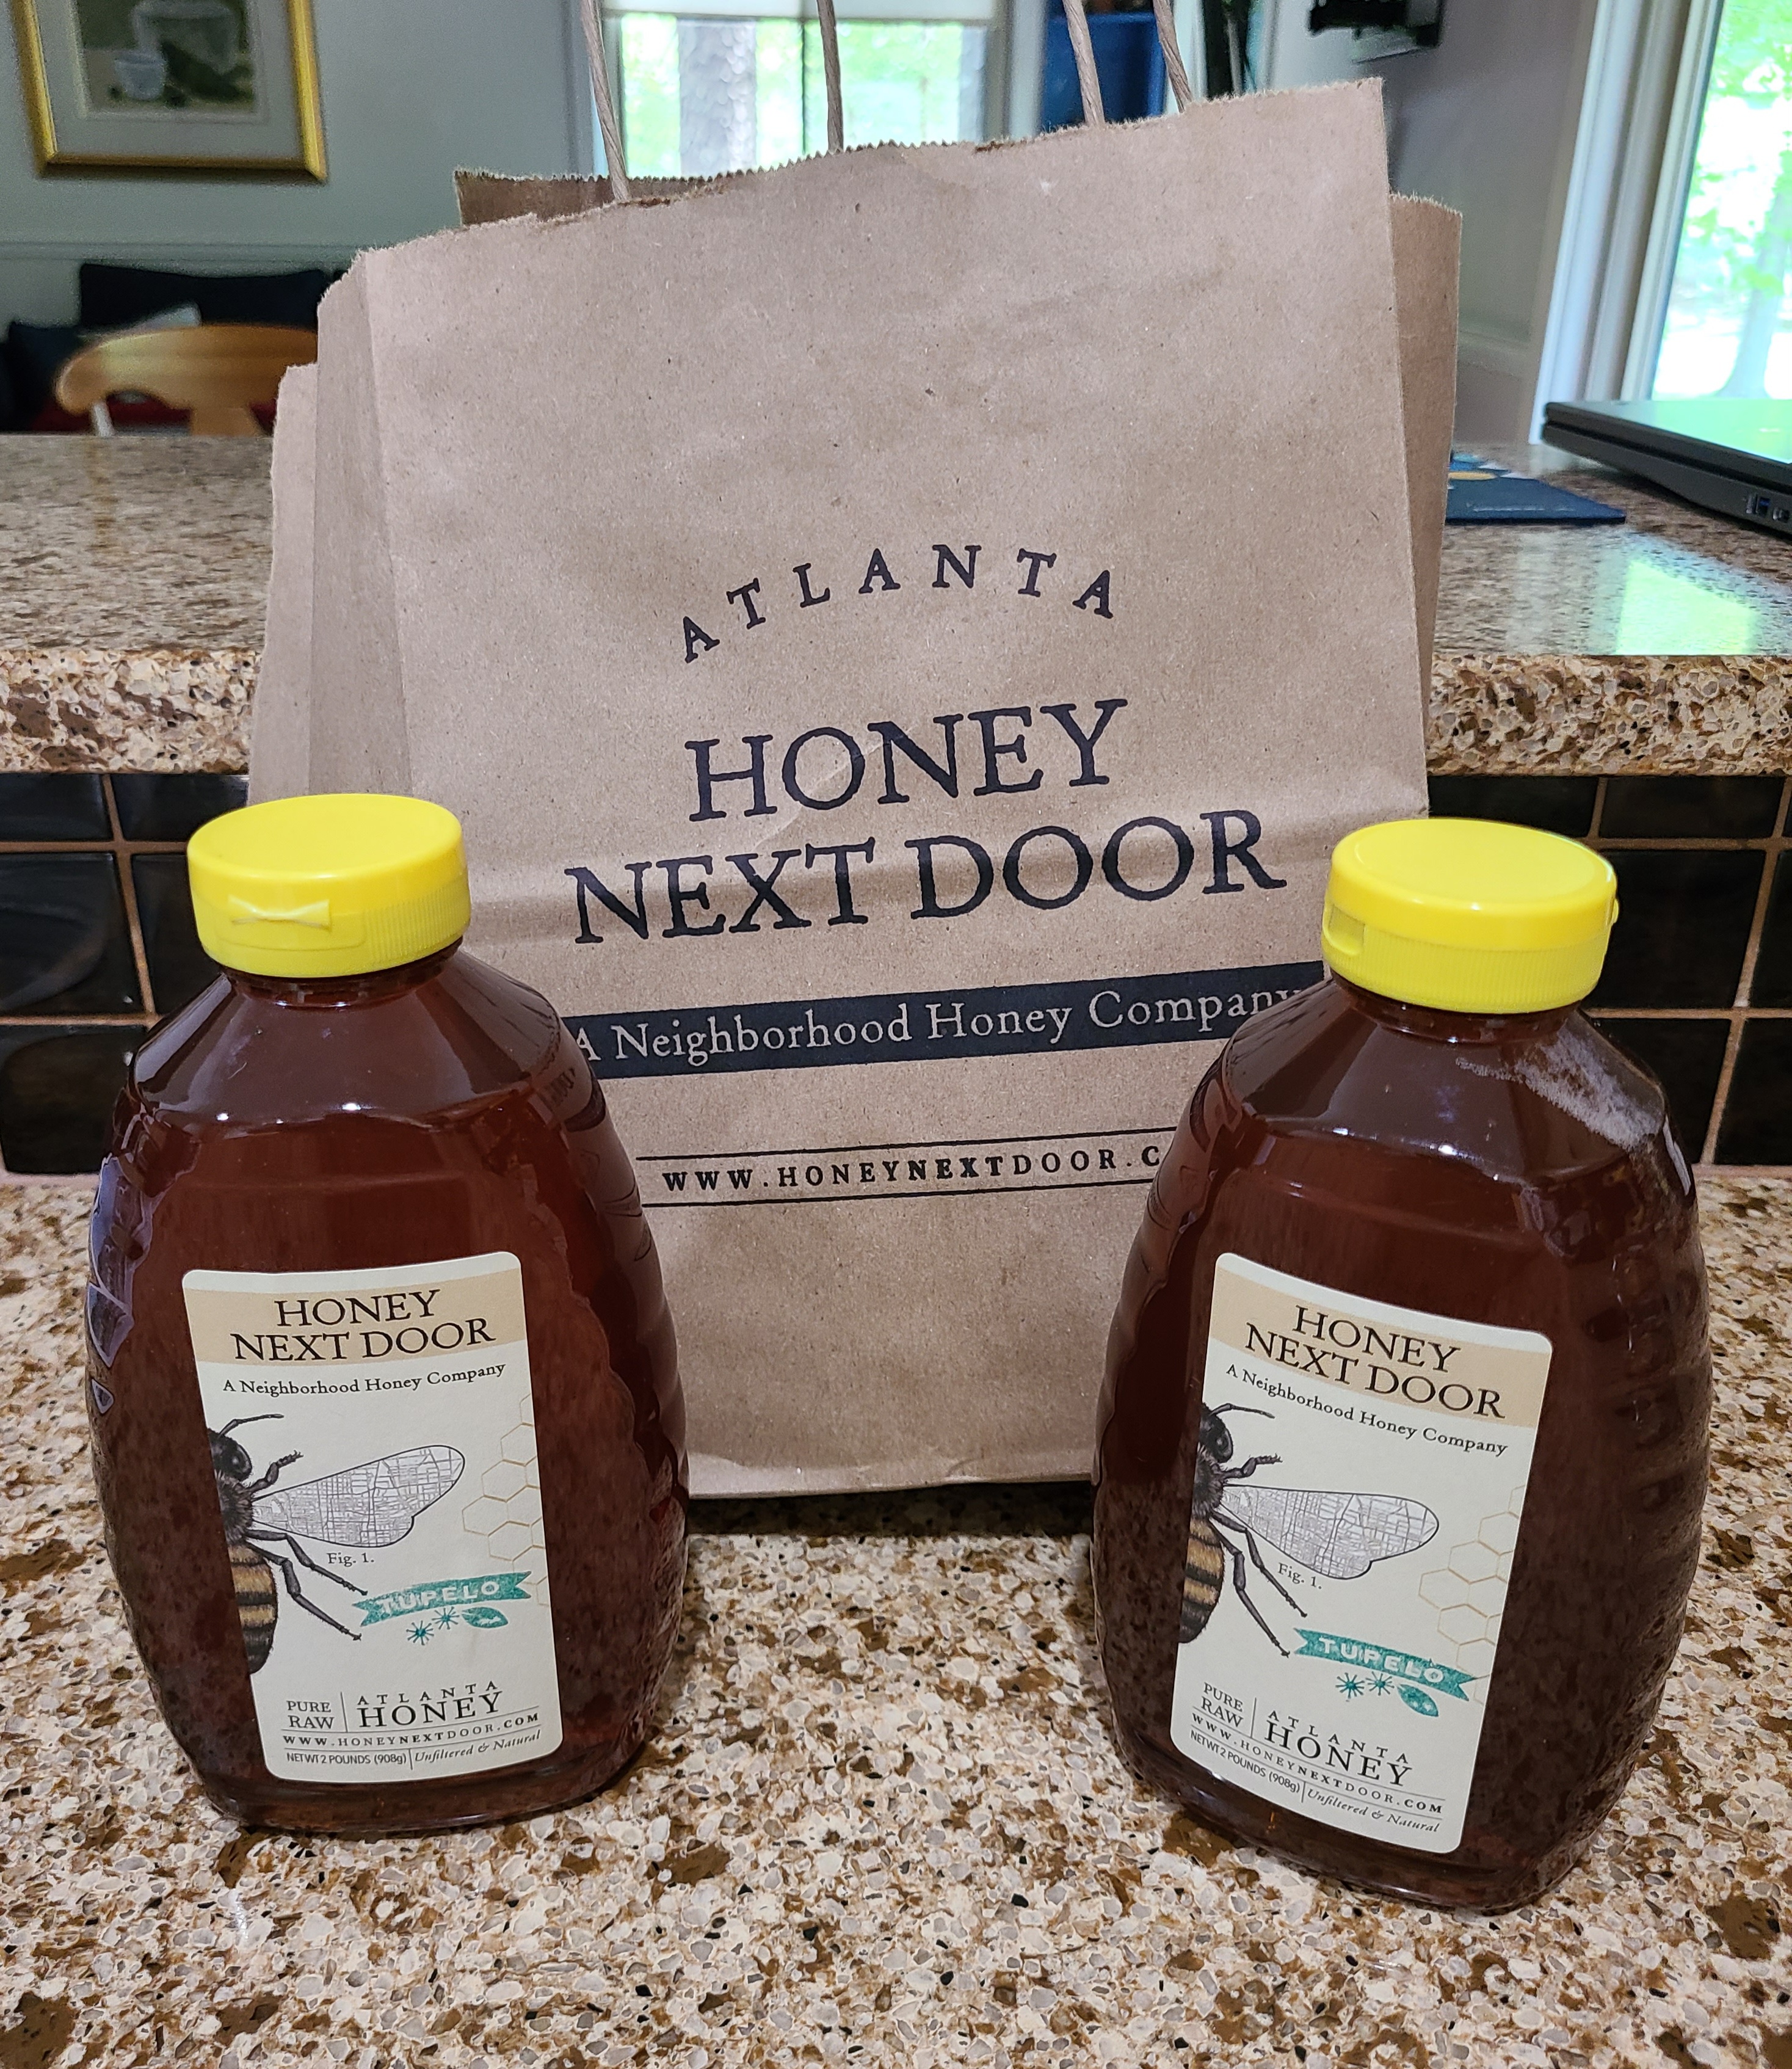 ATLANTA
HONEY
NEXT DOOR
A Neighborhood Honey Company
WWW.HONEYNEXTDOOR.C
HONEY
NEXT DOOR
A Neighborhood Honey Company
Fig. 1.
TUPELO
PURE
RAW
ATLANTA
HONEY
WWW.HONEYNEXTDOOR.COM
NET WT 2 POUNDS (908g) Unfiltered & Natural
HONEY
NEXT DOOR
A Neighborhood Honey Company
Fig. 1.
TUPELO
PURE
RAW
ATLANTA
HONEY
WWW.HONEYNEXTDOOR.COM
NET WT 2 POUNDS (908g) Unfiltered & Natural